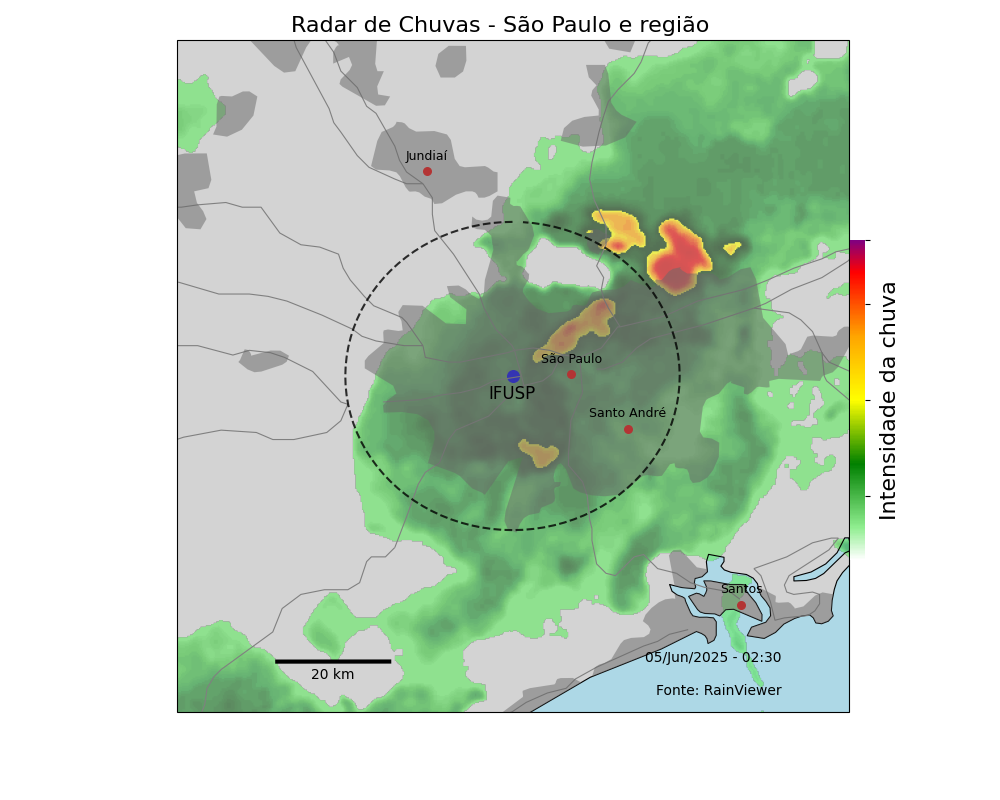 Radar de Chuvas - São Paulo e região
Jundiaí
São Paulo
IFUSP
Santo André
Santos
05/Jun/2025 - 02:30
20 km
Fonte: RainViewer
Intensidade da chuva